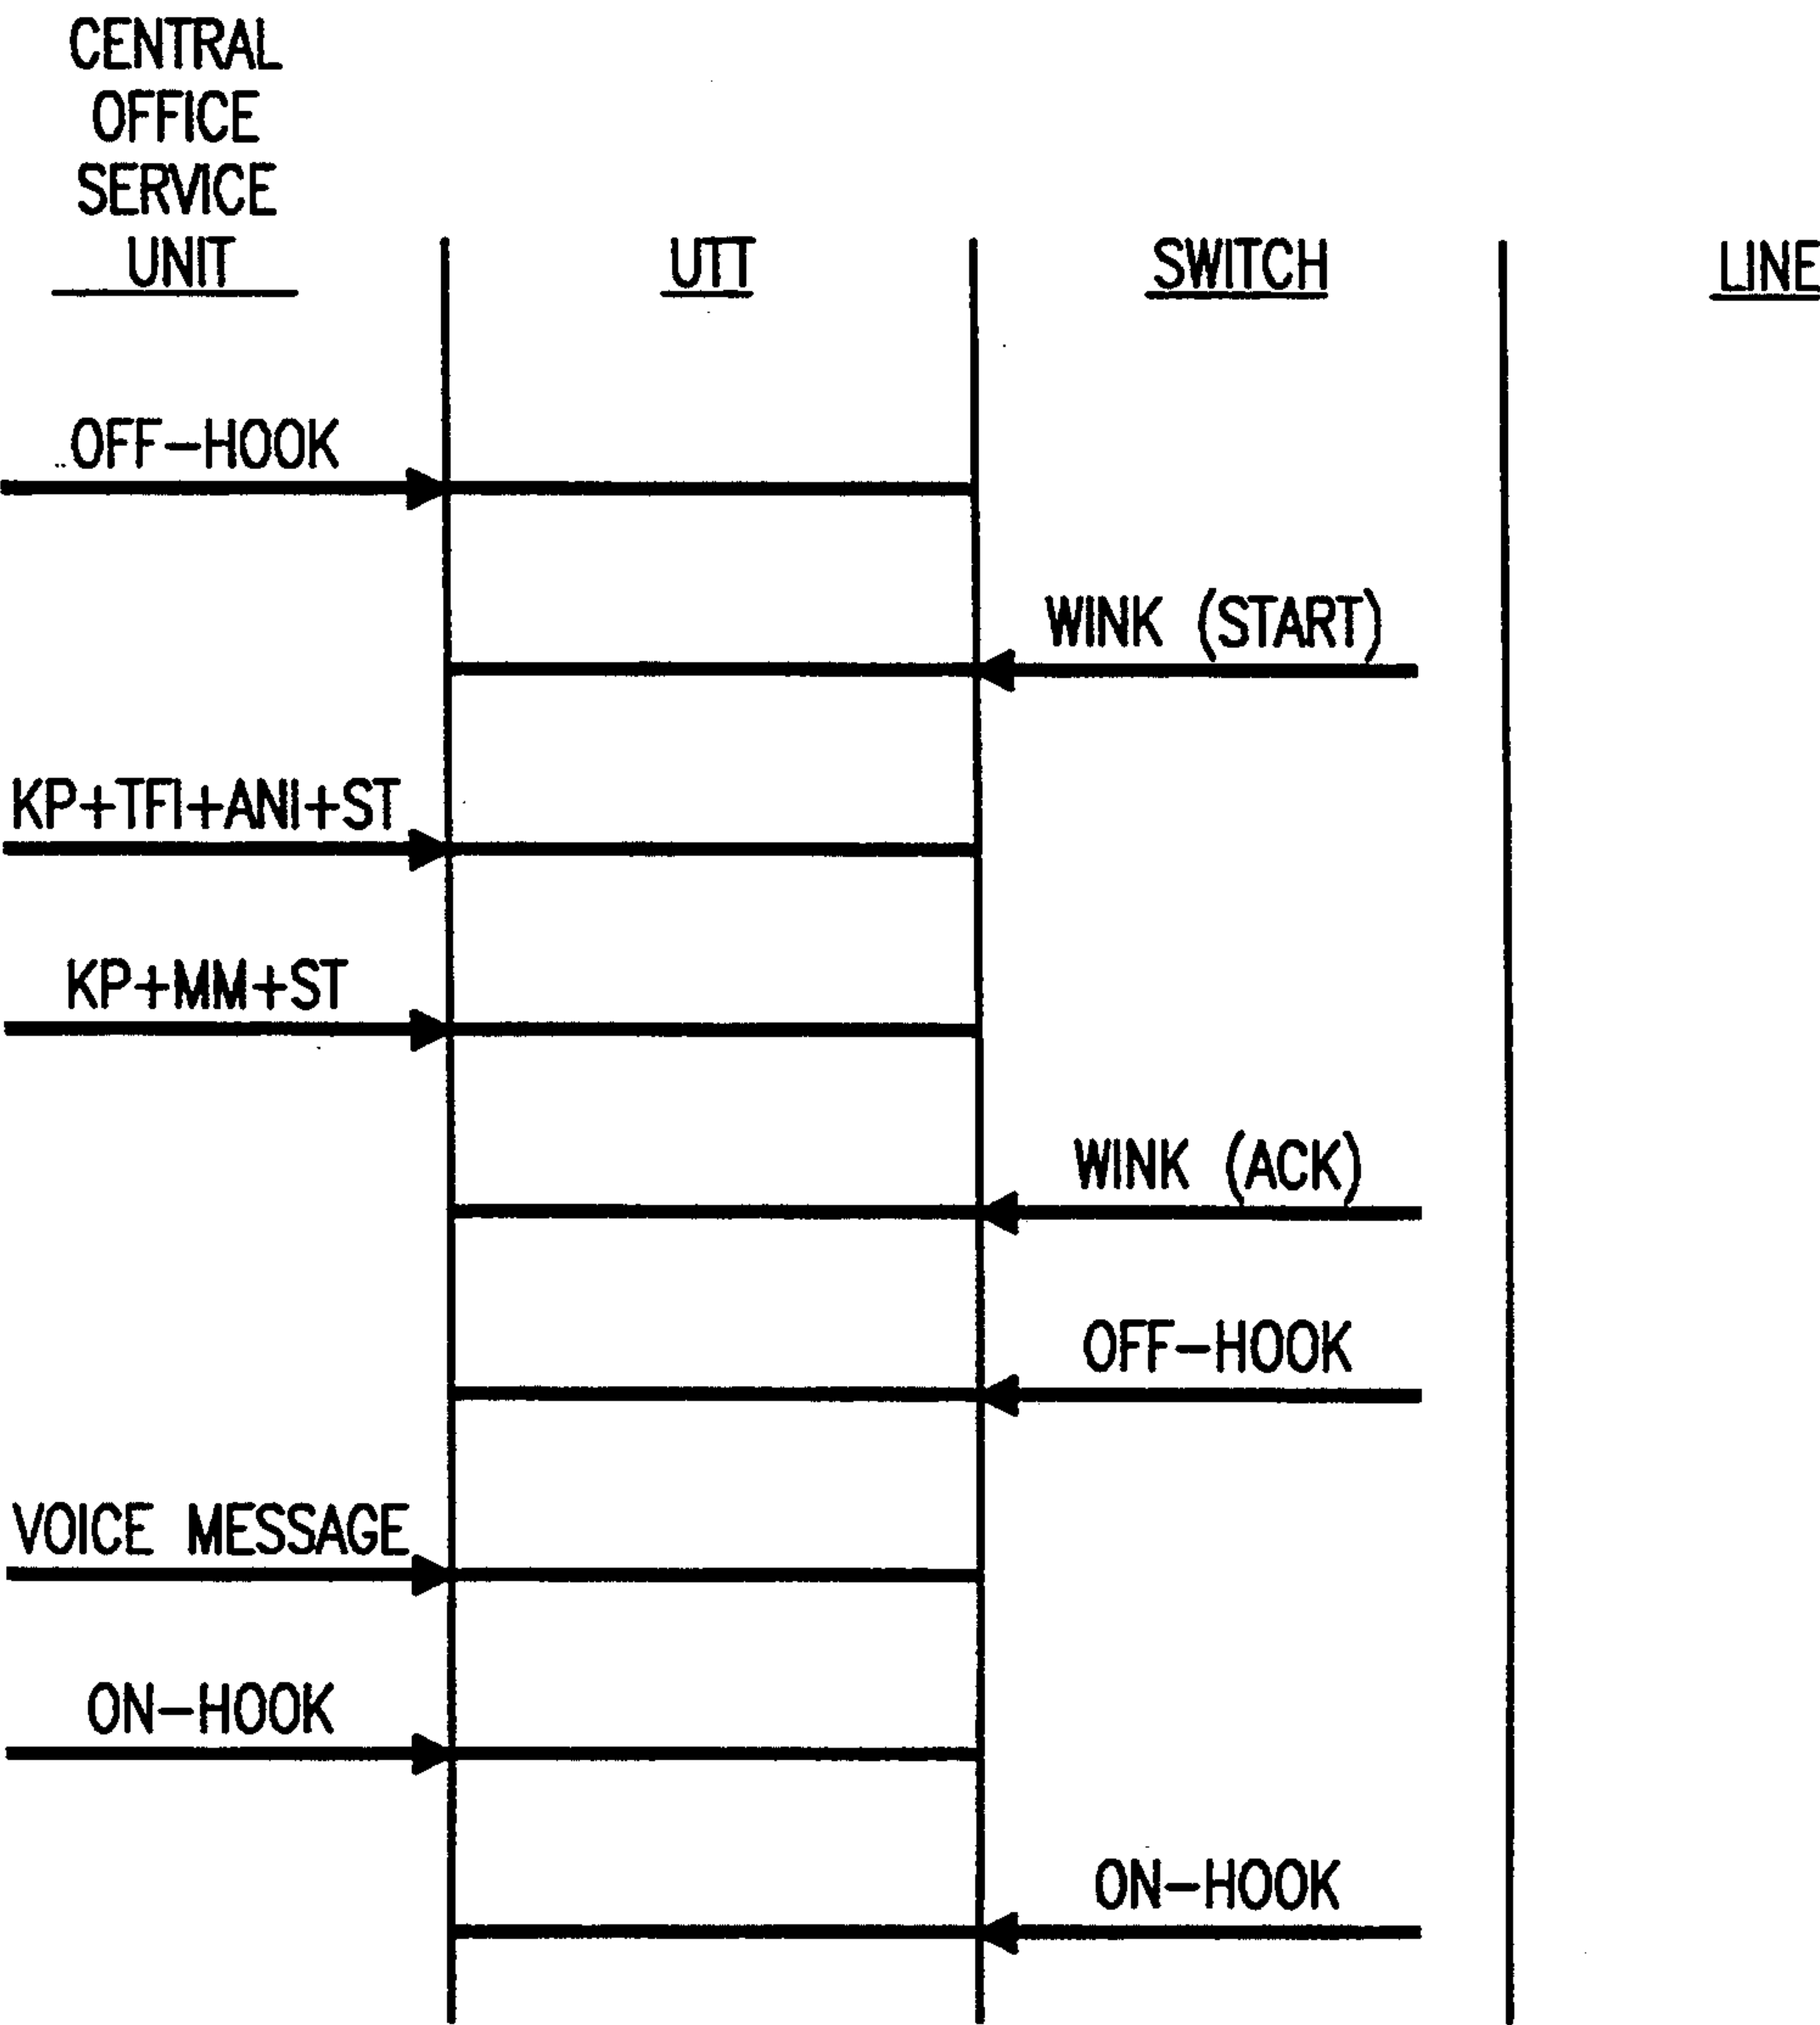 CENTRAL
OFFICE
SERVICE
UNIT
UTT
SWITCH
LINE
OFF-HOOK
WINK (START)
KP+TFI+ANI+ST
KP+MM+ST
WINK (ACK)
OFF-HOOK
VOICE MESSAGE
ON-HOOK
ON-HOOK